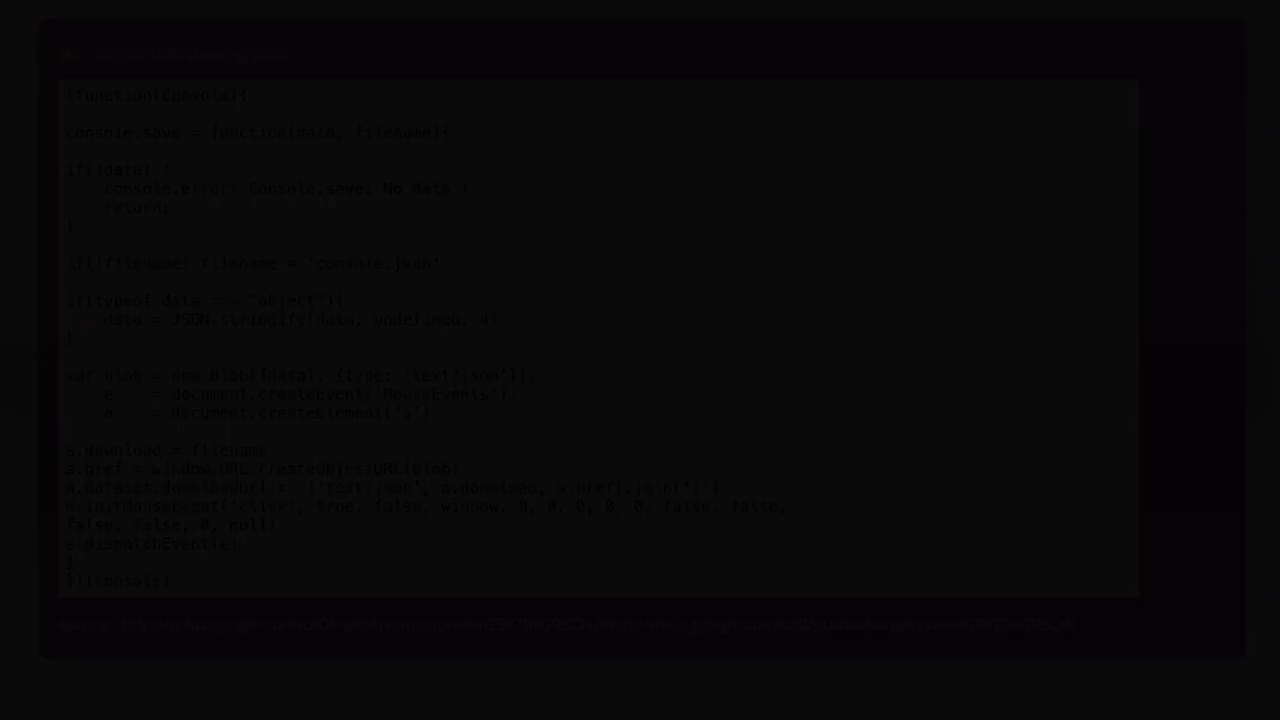 (function(console){
console.save = function(data, filename){
if(!data) {
console.error('Console.save: No data')
return;
}
if(!filename) filename = 'console.json'
if(typeof data === "object"){
data = JSON.stringify(data, undefined, 4)
}
var blob = new Blob([data], {type: 'text/json'}),
e = document.createEvent('MouseEvents'),
a = document.createElement('a')
a.download = filename
a.href = window.URL.createObjectURL(blob)
a.dataset.downloadurl = ['text/json', a.download, a.href].join(':')
e.initMouseEvent('click', true, false, window, 0, 0, 0, 0, 0, false, false,
false, false, 0, null)
a.dispatchEvent(e)
}
})(console)